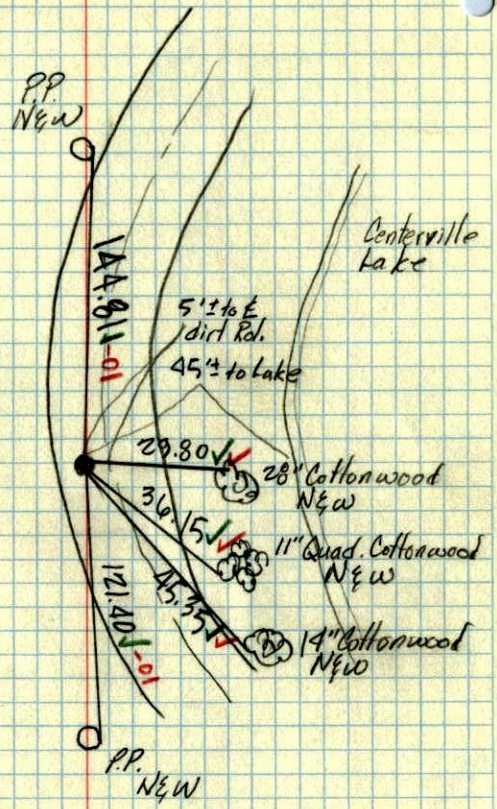 P.P.
N&W
Centerville
Lake
144.81 -01
5'± to ℄
dirt Rd.
45'± to Lake
29.80
28" Cottonwood
N&W
36.15
11" Quad. Cottonwood
N&W
45.35
14" Cottonwood
N&W
121.40 -01
P.P.
N&W